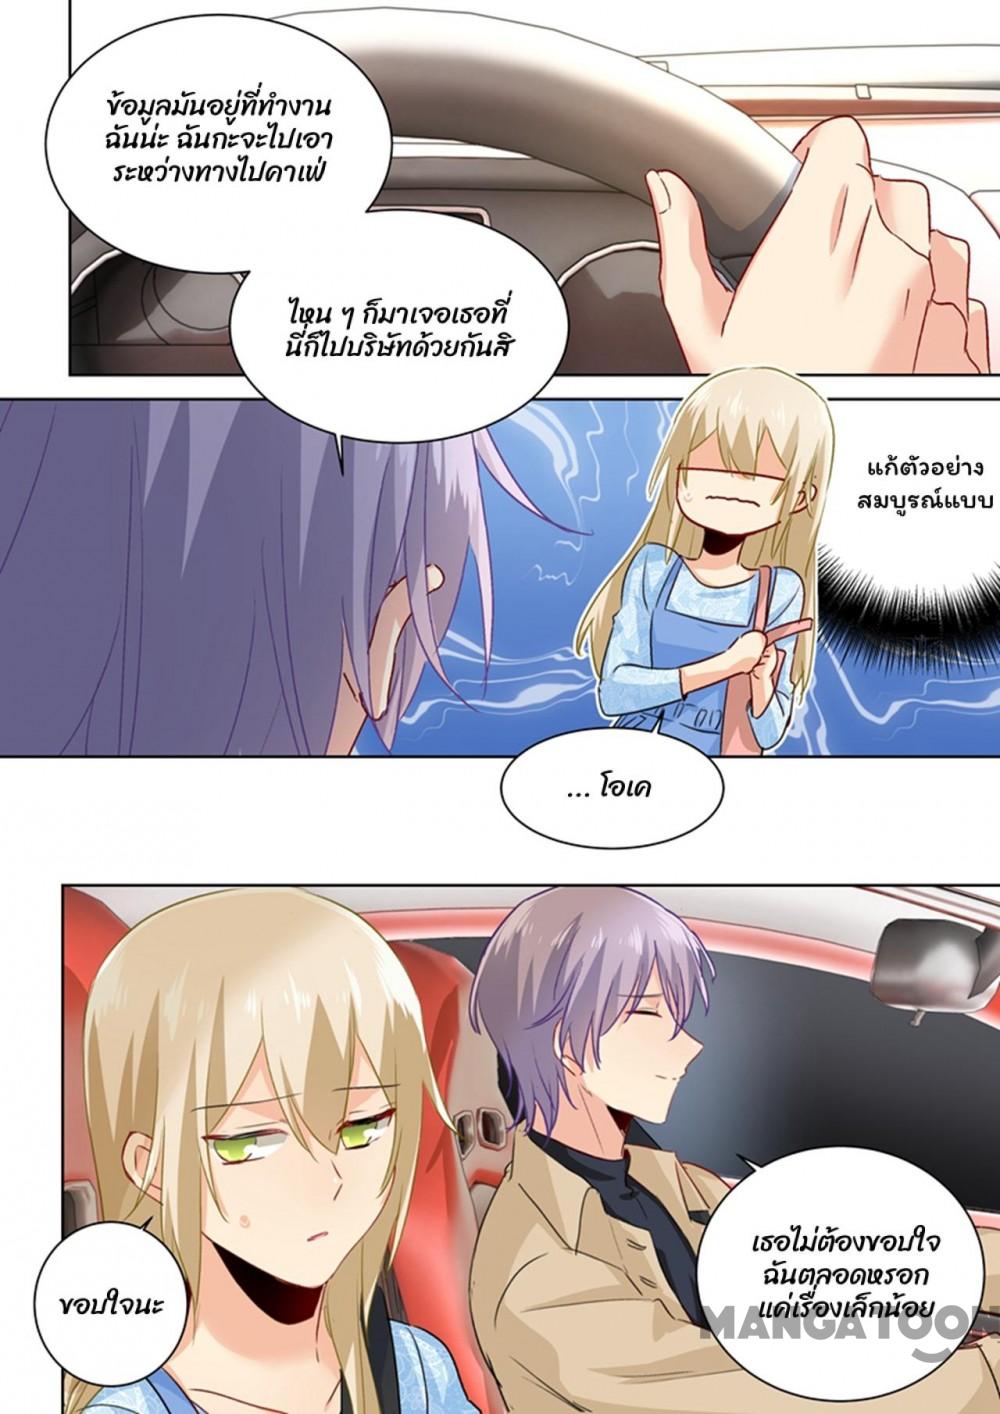 ข้อมูลมันอยู่ที่ทำงาน
ฉันน่ะ ฉันกะจะไปเอา
ระหว่างทางไปคาเฟ่
ไหน ๆ ก็มาเจอเธอที่
นี่ก็ไปบริษัทด้วยกันสิ
แก้ตัวอย่าง
สมบูรณ์แบบ
... โอเค
ขอบใจนะ
เธอไม่ต้องขอบใจ
ฉันตลอดหรอก
แค่เรื่องเล็กน้อย
MANGATOON